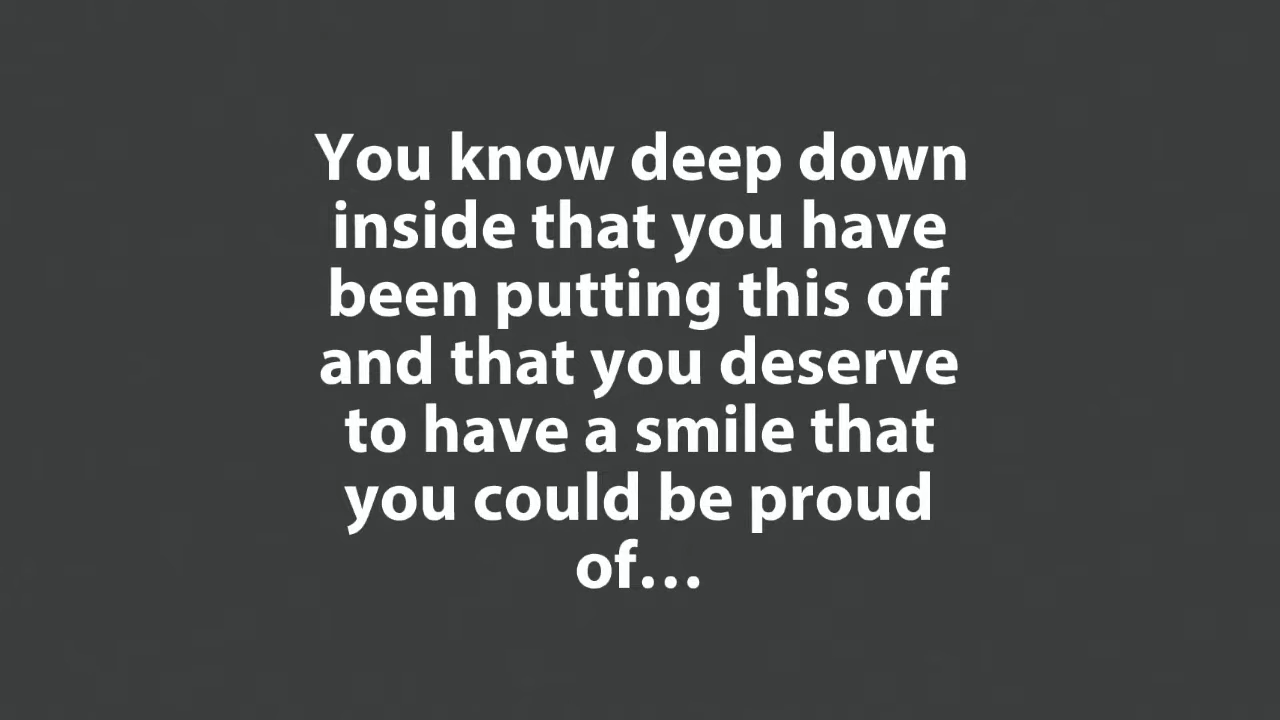 You know deep down
inside that you have
been putting this off
and that you deserve
to have a smile that
you could be proud
of…